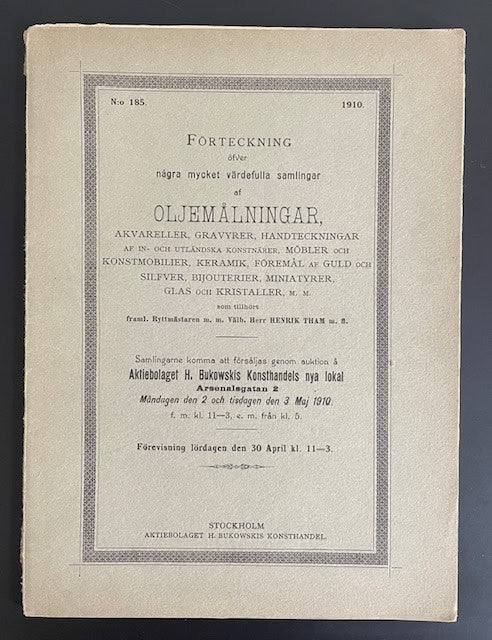 N:o 185. 1910.
FÖRTECKNING
öfver
några mycket värdefulla samlingar
af
OLJEMÅLNINGAR,
AKVARELLER, GRAVYRER, HANDTECKNINGAR
AF IN- OCH UTLÄNDSKA KONSTNÄRER, MÖBLER OCH
KONSTMOBILIER, KERAMIK, FÖREMÅL AF GULD OCH
SILFVER, BIJOUTERIER, MINIATYRER,
GLAS OCH KRISTALLER, M. M.
som tillhört
framl. Ryttmästaren m. m. Välb. Herr HENRIK THAM m. fl.
Samlingarne komma att försäljas genom auktion å
Aktiebolaget H. Bukowskis Konsthandels nya lokal
Arsenalsgatan 2
Måndagen den 2 och tisdagen den 3 Maj 1910.
f. m. kl. 11—3, e. m. från kl. 5.
Förevisning lördagen den 30 April kl. 11—3.
STOCKHOLM
AKTIEBOLAGET H. BUKOWSKIS KONSTHANDEL.